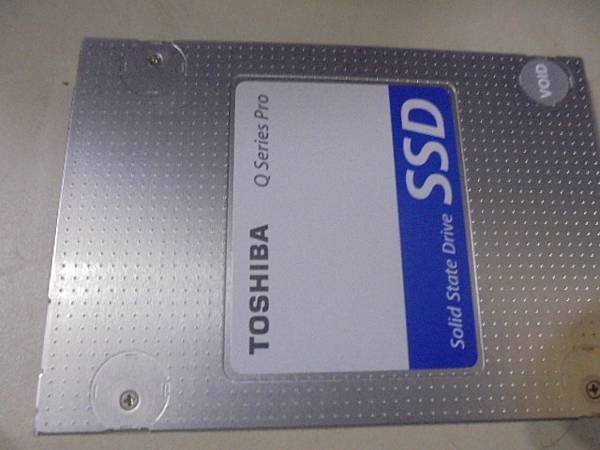 TOSHIBA Q Series Pro
Solid State Drive SSD
VOID